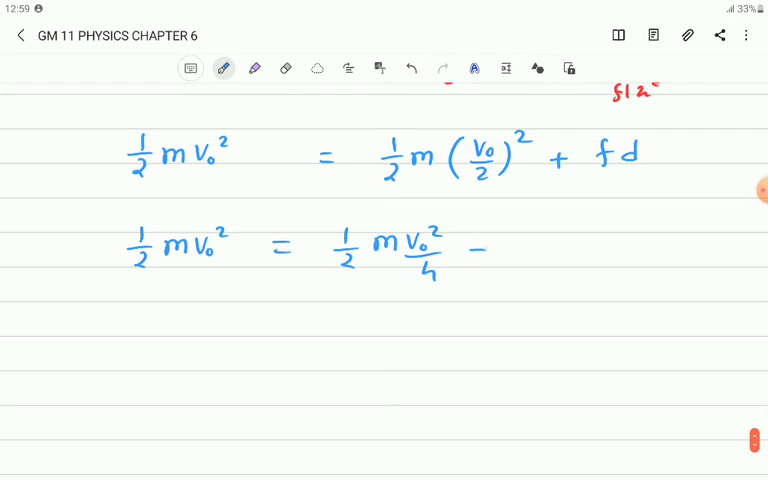 12:59 33%
GM 11 PHYSICS CHAPTER 6
½ m v₀² = ½ m (v₀/2)² + f d
½ m v₀² = ½ m v₀²/4 -